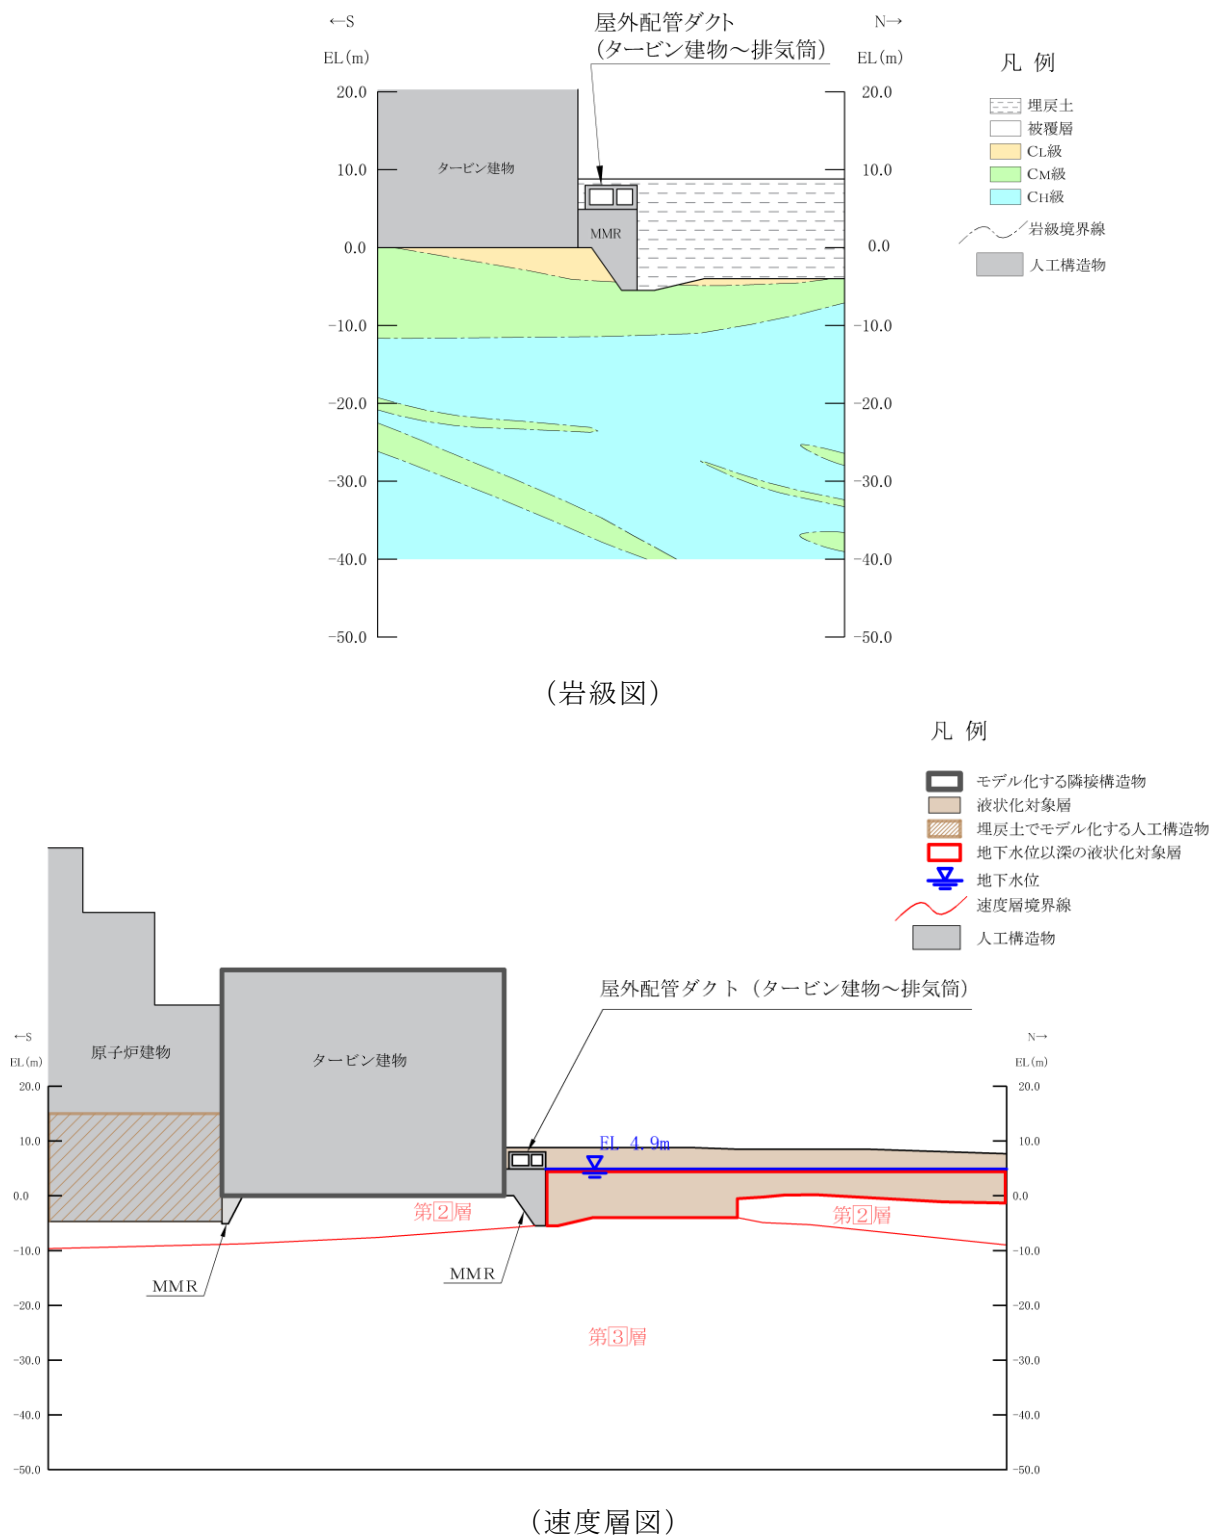 ←S
屋外配管ダクト
N→
EL(m)
(タービン建物～排気筒)
EL(m)
凡 例
20.0
20.0
埋戻土
被覆層
CL級
CM級
CH級
岩級境界線
人工構造物
タービン建物
10.0
10.0
MMR
0.0
0.0
-10.0
-10.0
-20.0
-20.0
-30.0
-30.0
-40.0
-40.0
-50.0
-50.0
(岩級図)
凡 例
モデル化する隣接構造物
液状化対象層
埋戻土でモデル化する人工構造物
地下水位以深の液状化対象層
地下水位
速度層境界線
人工構造物
屋外配管ダクト (タービン建物～排気筒)
←S
N→
EL(m)
原子炉建物
タービン建物
EL(m)
20.0
20.0
10.0
EL 4.9m
10.0
0.0
0.0
第2層
第2層
-10.0
-10.0
MMR
MMR
-20.0
-20.0
第3層
-30.0
-30.0
-40.0
-40.0
-50.0
-50.0
(速度層図)